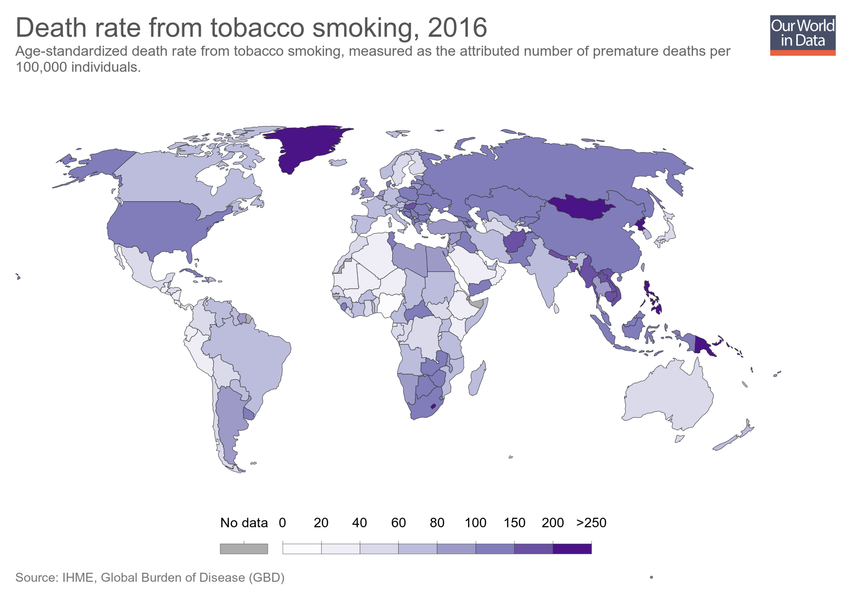 Death rate from tobacco smoking, 2016
Our World
in Data
Age-standardized death rate from tobacco smoking, measured as the attributed number of premature deaths per
100,000 individuals.
No data 0 20 40 60 80 100 150 200 >250
Source: IHME, Global Burden of Disease (GBD)